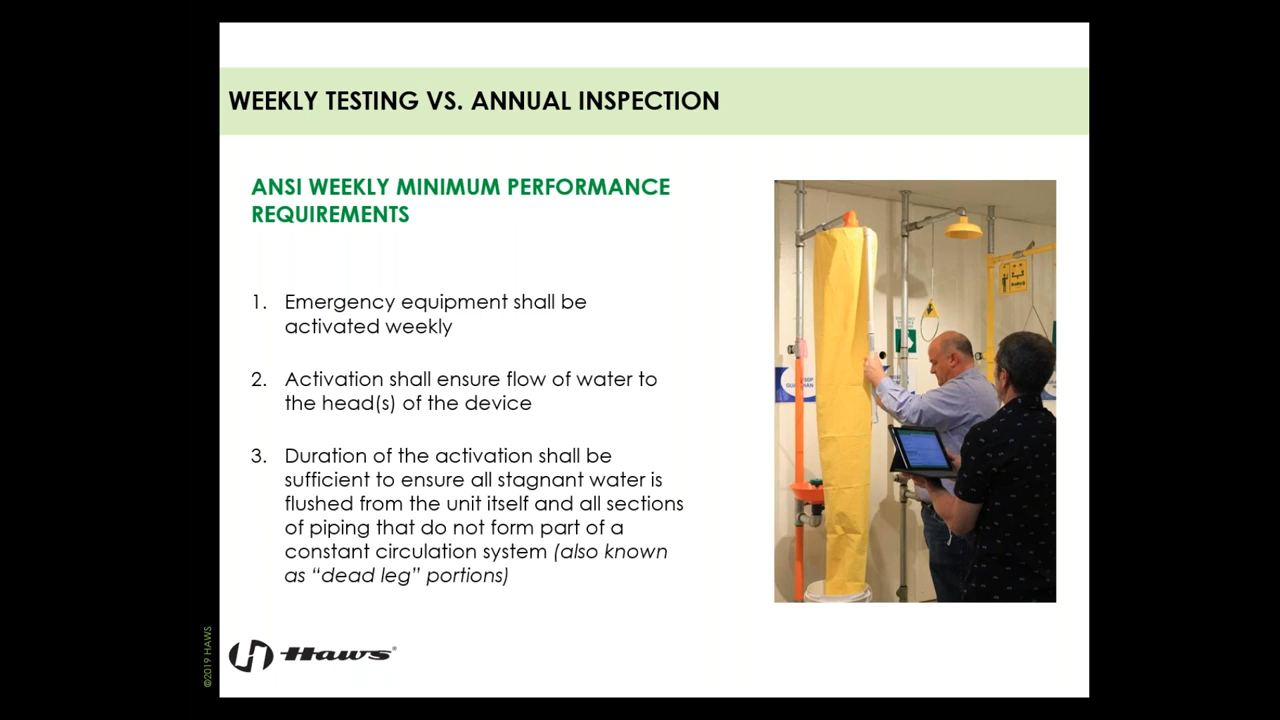 WEEKLY TESTING VS. ANNUAL INSPECTION
ANSI WEEKLY MINIMUM PERFORMANCE
REQUIREMENTS
1. Emergency equipment shall be
activated weekly
2. Activation shall ensure flow of water to
the head(s) of the device
3. Duration of the activation shall be
sufficient to ensure all stagnant water is
flushed from the unit itself and all sections
of piping that do not form part of a
constant circulation system (also known
as “dead leg” portions)
©2019 HAWS
Haws®